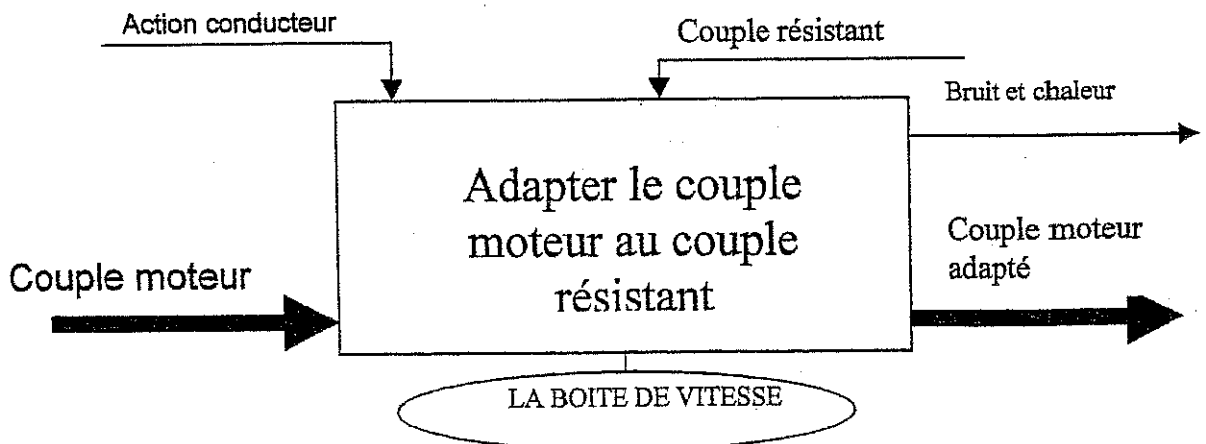 Action conducteur
Couple résistant
Bruit et chaleur
Adapter le couple
moteur au couple
résistant
Couple moteur
Couple moteur
adapté
LA BOITE DE VITESSE